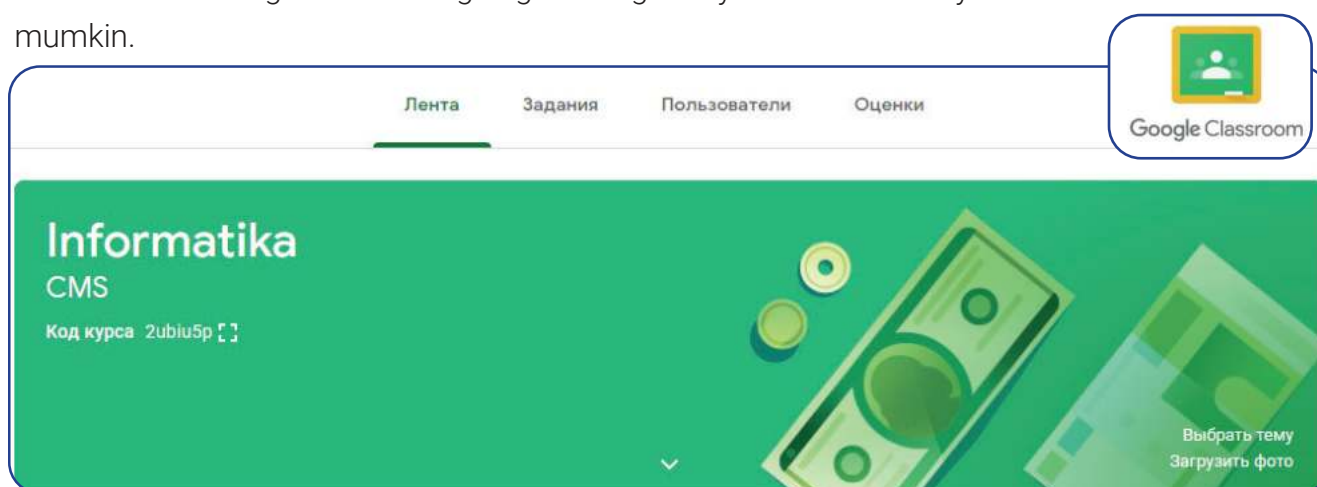 mumkin.
Google Classroom
Лента Задания Пользователи Оценки
Informatika
CMS
Код курса 2ubiu5p
Выбрать тему
Загрузить фото